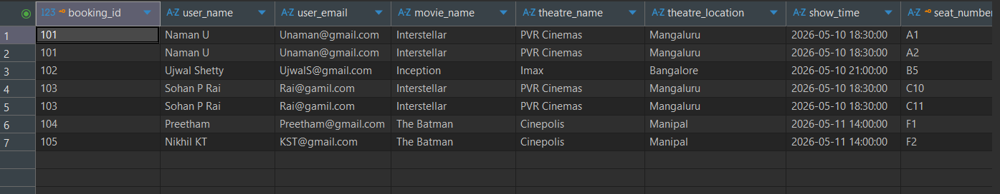 123 booking_id A-Z user_name A-Z user_email A-Z movie_name A-Z theatre_name A-Z theatre_location A-Z show_time A-Z seat_number
1 101 Naman U Unaman@gmail.com Interstellar PVR Cinemas Mangaluru 2026-05-10 18:30:00 A1
2 101 Naman U Unaman@gmail.com Interstellar PVR Cinemas Mangaluru 2026-05-10 18:30:00 A2
3 102 Ujwal Shetty UjwalS@gmail.com Inception Imax Bangalore 2026-05-10 21:00:00 B5
4 103 Sohan P Rai Rai@gamil.com Interstellar PVR Cinemas Mangaluru 2026-05-10 18:30:00 C10
5 103 Sohan P Rai Rai@gamil.com Interstellar PVR Cinemas Mangaluru 2026-05-10 18:30:00 C11
6 104 Preetham Preetham@gmail.com The Batman Cinepolis Manipal 2026-05-11 14:00:00 F1
7 105 Nikhil KT KST@gmail.com The Batman Cinepolis Manipal 2026-05-11 14:00:00 F2